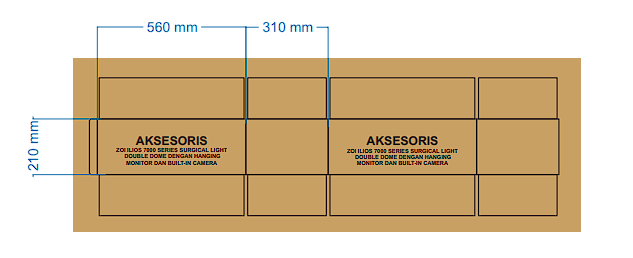 560 mm
310 mm
210 mm
AKSESORIS
ZOI ILIOS 7000 SERIES SURGICAL LIGHT
DOUBLE DOME DENGAN HANGING
MONITOR DAN BUILT-IN CAMERA
AKSESORIS
ZOI ILIOS 7000 SERIES SURGICAL LIGHT
DOUBLE DOME DENGAN HANGING
MONITOR DAN BUILT-IN CAMERA